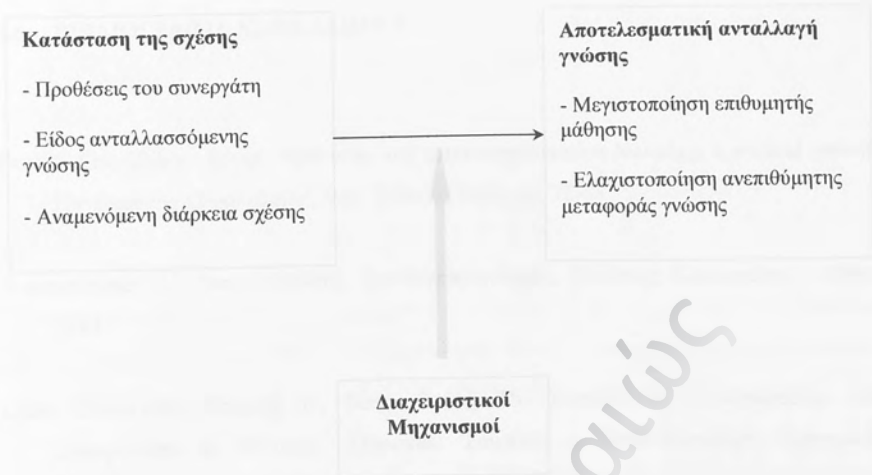 Κατάσταση της σχέσης
- Προθέσεις του συνεργάτη
- Είδος ανταλλασσόμενης
γνώσης
- Αναμενόμενη διάρκεια σχέσης
Αποτελεσματική ανταλλαγή
γνώσης
- Μεγιστοποίηση επιθυμητής
μάθησης
- Ελαχιστοποίηση ανεπιθύμητης
μεταφοράς γνώσης
Διαχειριστικοί
Μηχανισμοί